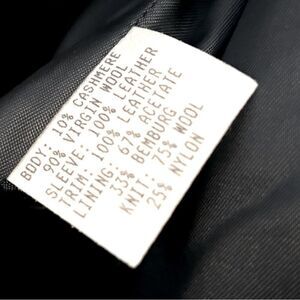 BODY: 10% CASHMERE
90% VIRGIN WOOL
SLEEVE: 100% LEATHER
TRIM: 100% LEATHER
LINING: 67% ACETATE
33% BEMBURG
KNIT: 75% WOOL
25% NYLON